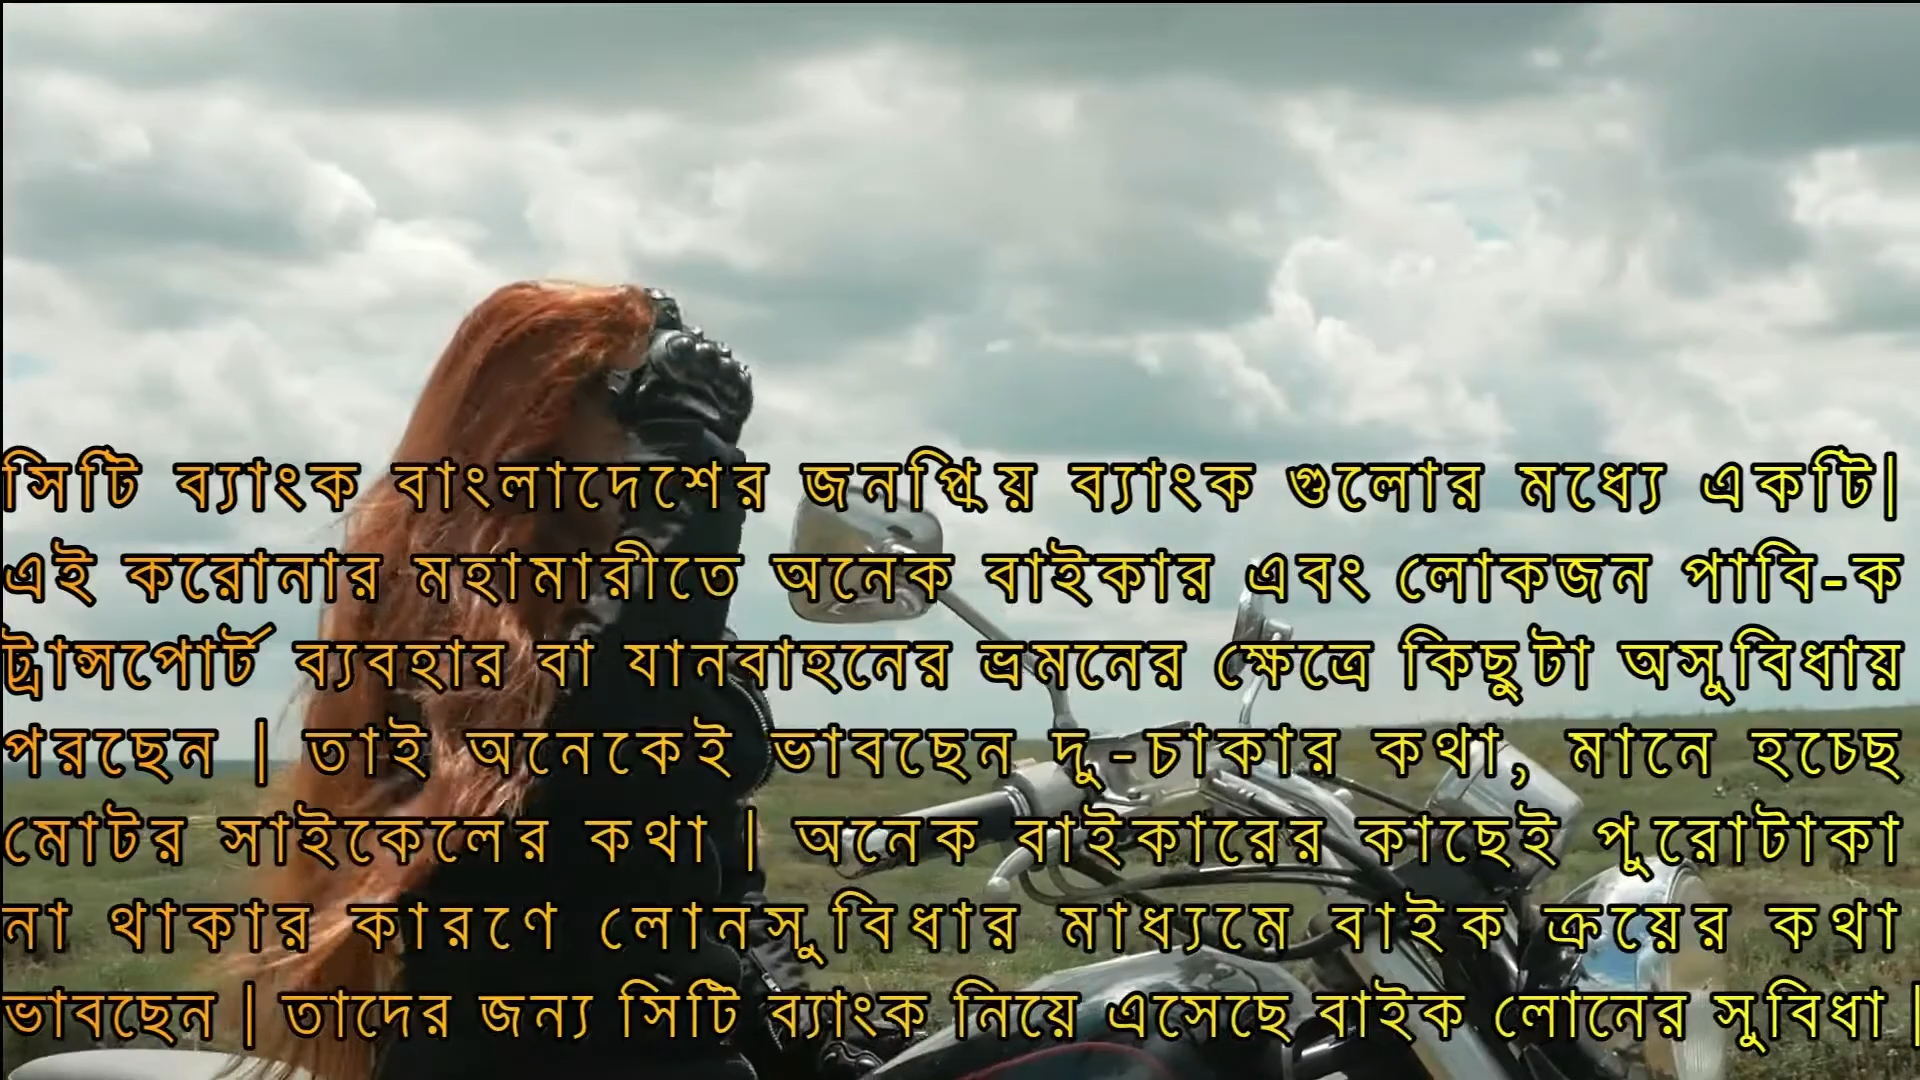 সিটি ব্যাংক বাংলাদেশের জনপ্রিয় ব্যাংক গুলোর মধ্যে একটি|
এই করোনার মহামারীতে অনেক বাইকার এবং লোকজন পাবি-ক
ট্রান্সপোর্ট ব্যবহার বা যানবাহনের ভ্রমনের ক্ষেত্রে কিছুটা অসুবিধায়
পরছেন | তাই অনেকেই ভাবছেন দু-চাকার কথা, মানে হচেছ
মোটর সাইকেলের কথা | অনেক বাইকারের কাছেই পুরোটাকা
না থাকার কারণে লোনসুবিধার মাধ্যমে বাইক ক্রয়ের কথা
ভাবছেন | তাদের জন্য সিটি ব্যাংক নিয়ে এসেছে বাইক লোনের সুবিধা |